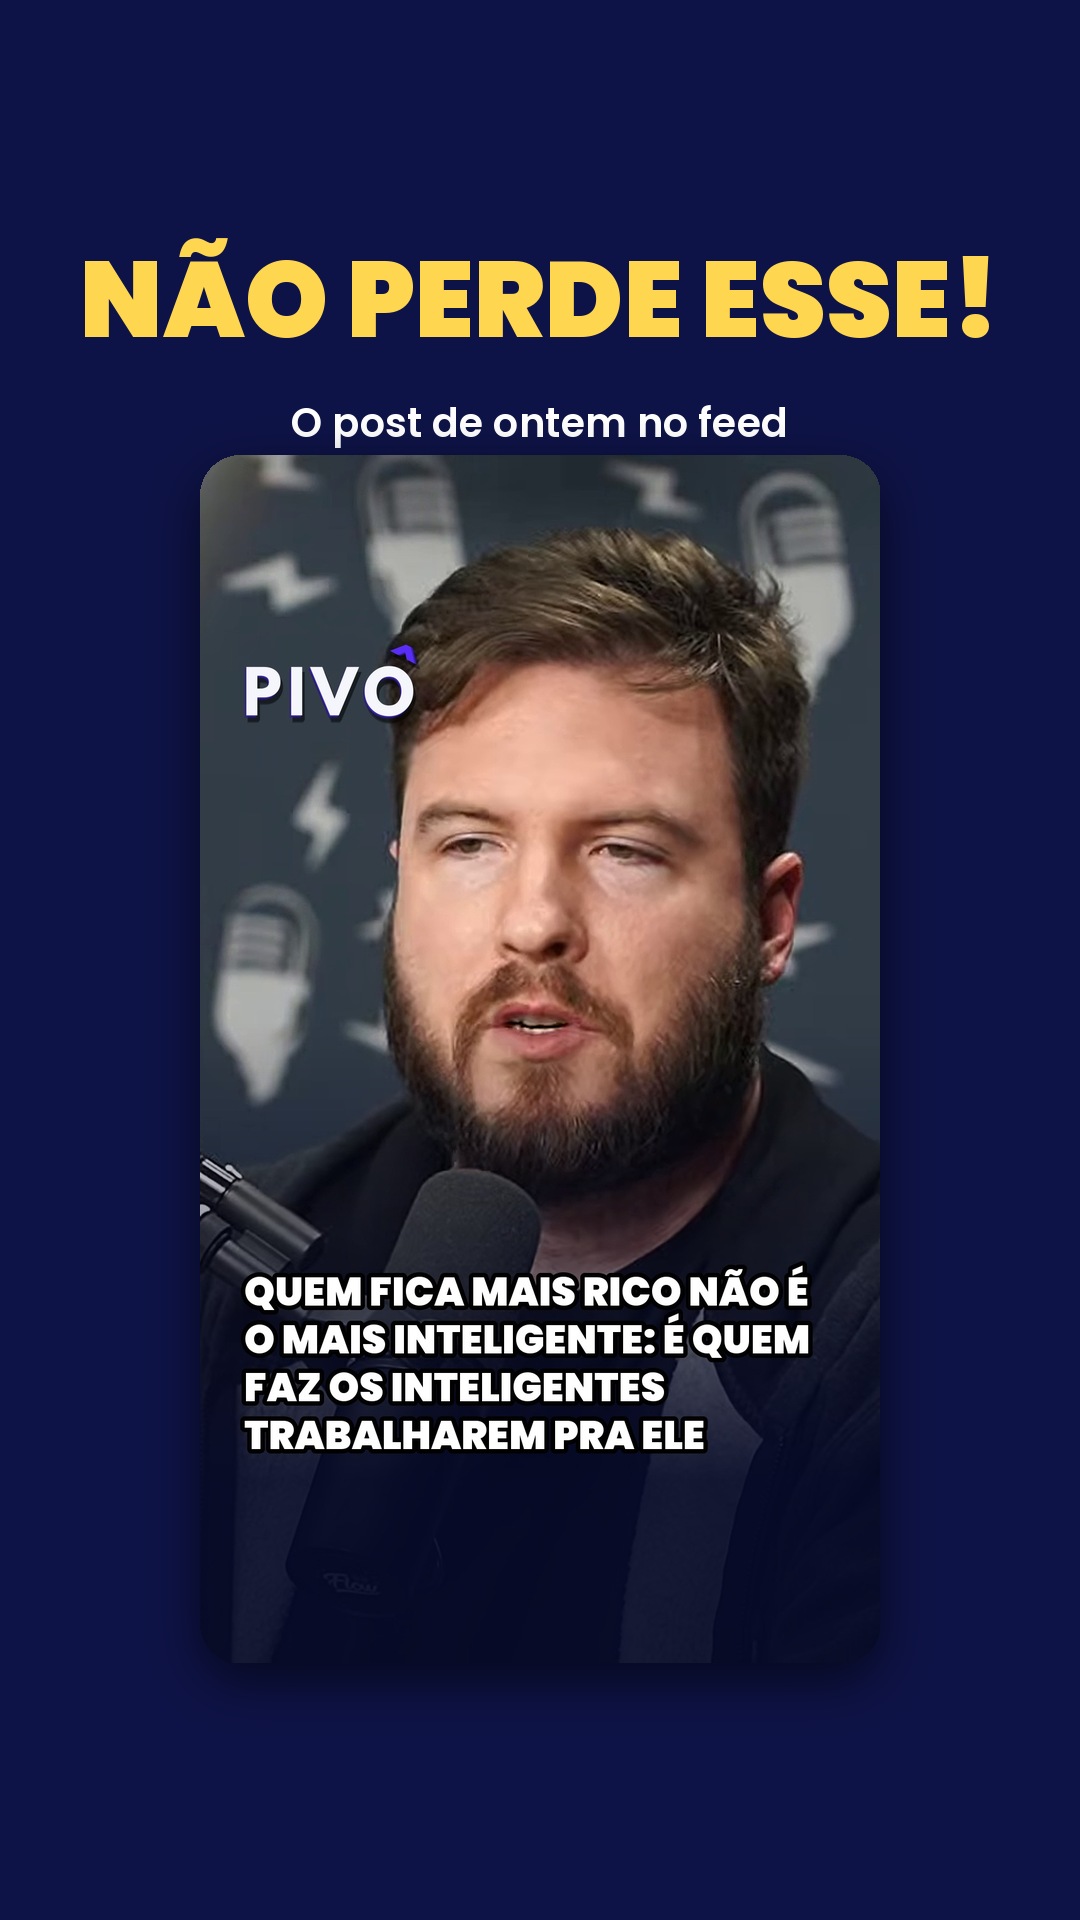 NÃO PERDE ESSE!
O post de ontem no feed
PIVÔ
QUEM FICA MAIS RICO NÃO É
O MAIS INTELIGENTE: É QUEM
FAZ OS INTELIGENTES
TRABALHAREM PRA ELE
Flow